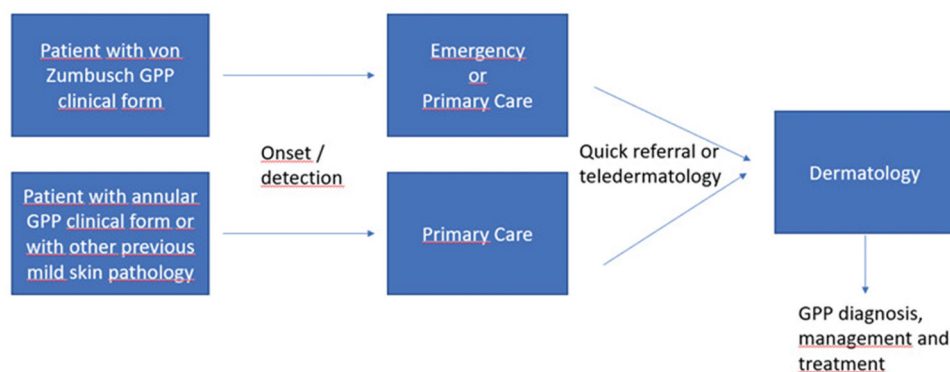 Patient with von
Zumbusch GPP
clinical form
Emergency
or
Primary Care
Onset /
detection
Quick referral or
teledermatology
Dermatology
Patient with annular
GPP clinical form or
with other previous
mild skin pathology
Primary Care
GPP diagnosis,
management and
treatment